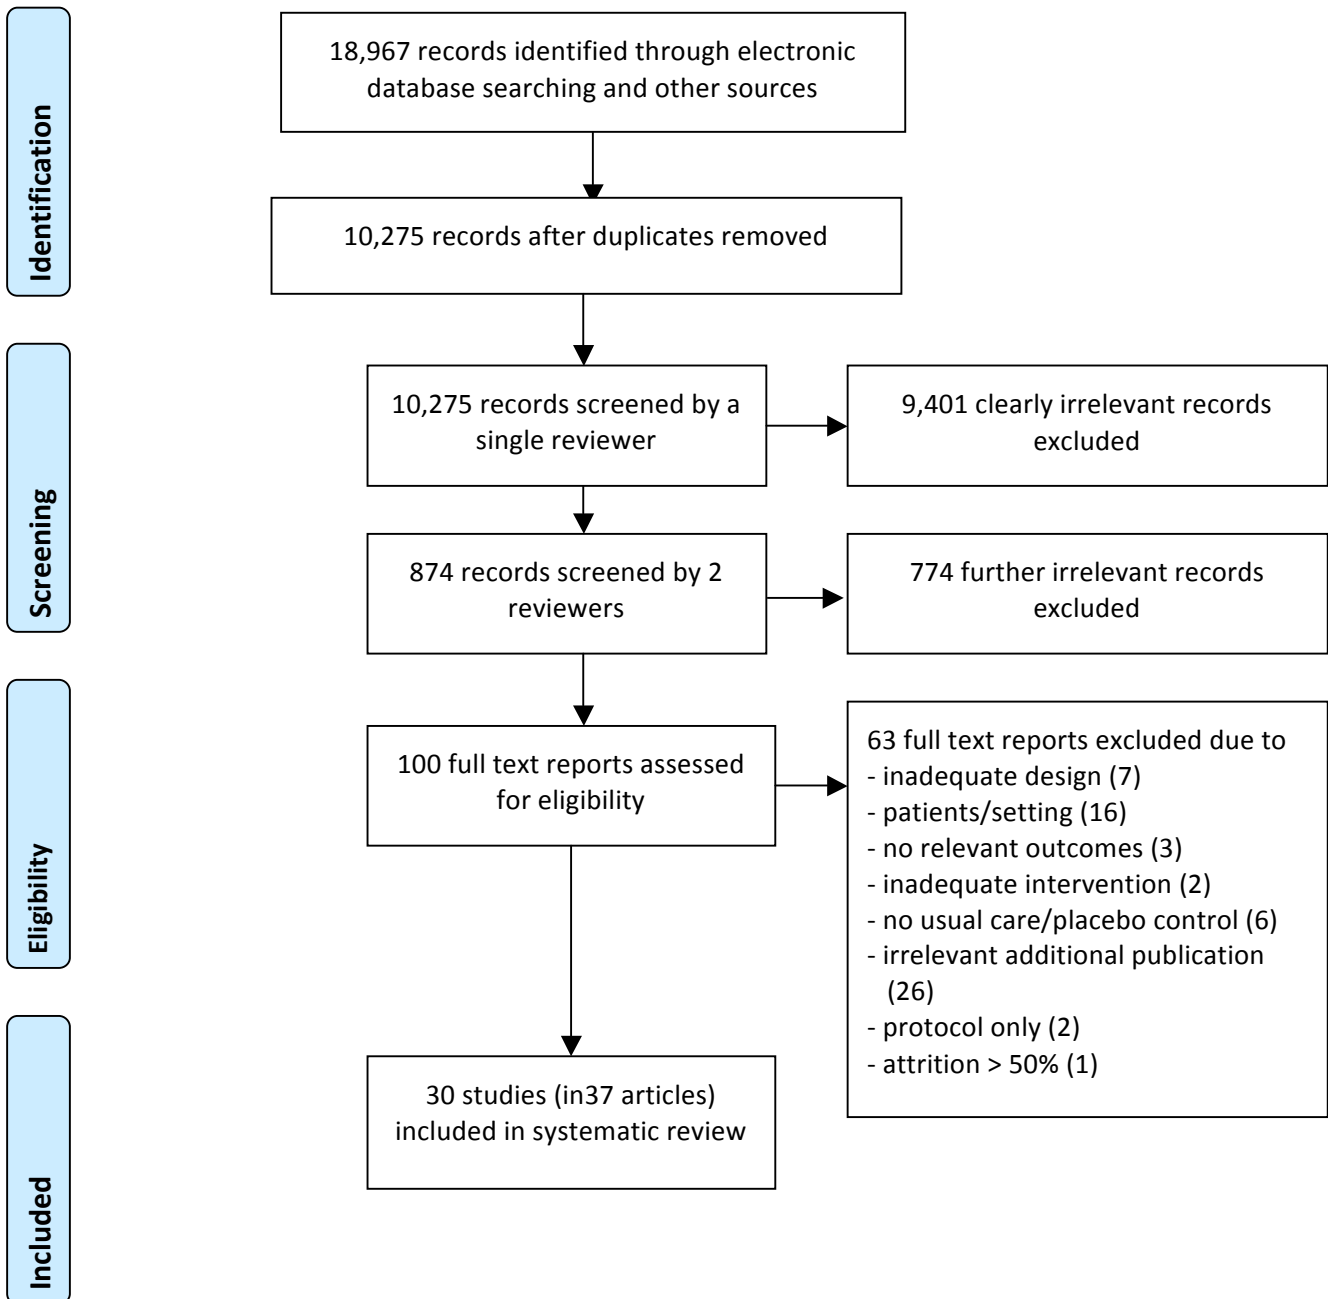 Identification
18,967 records identified through electronic
database searching and other sources
10,275 records after duplicates removed
Screening
10,275 records screened by a
single reviewer
9,401 clearly irrelevant records
excluded
874 records screened by 2
reviewers
774 further irrelevant records
excluded
Eligibility
100 full text reports assessed
for eligibility
63 full text reports excluded due to
- inadequate design (7)
- patients/setting (16)
- no relevant outcomes (3)
- inadequate intervention (2)
- no usual care/placebo control (6)
- irrelevant additional publication
(26)
- protocol only (2)
- attrition > 50% (1)
Included
30 studies (in37 articles)
included in systematic review